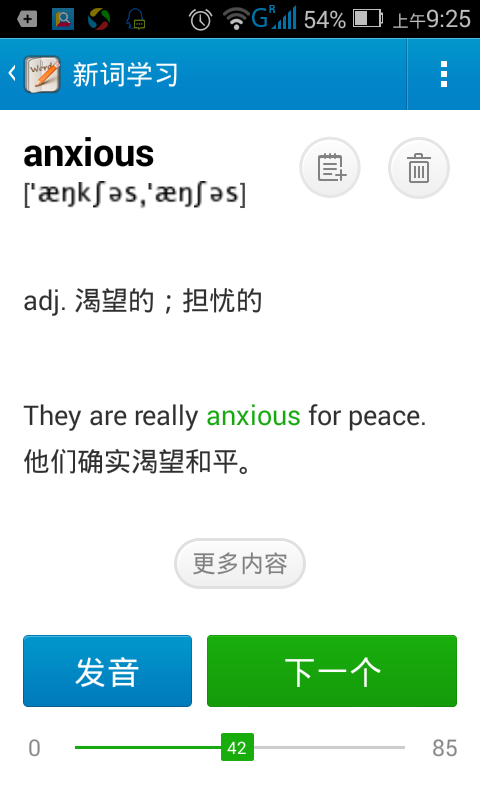 G R 54% 上午9:25
Words 新词学习
anxious
['æŋkʃəs,'æŋʃəs]
adj. 渴望的；担忧的
They are really anxious for peace.
他们确实渴望和平。
更多内容
发音 下一个
0 42 85